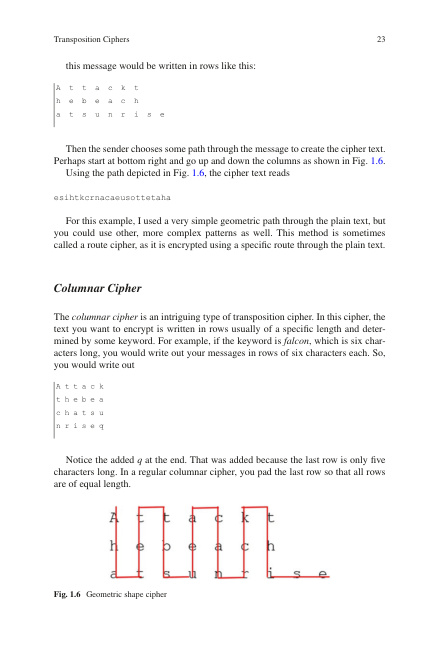 Transposition Ciphers 23
this message would be written in rows like this:
A t t a c k t
h e b e a c h
a t s u n r i s e
Then the sender chooses some path through the message to create the cipher text.
Perhaps start at bottom right and go up and down the columns as shown in Fig. 1.6.
Using the path depicted in Fig. 1.6, the cipher text reads
esihtkcrnacaeusottetaha
For this example, I used a very simple geometric path through the plain text, but
you could use other, more complex patterns as well. This method is sometimes
called a route cipher, as it is encrypted using a specific route through the plain text.
Columnar Cipher
The columnar cipher is an intriguing type of transposition cipher. In this cipher, the
text you want to encrypt is written in rows usually of a specific length and deter-
mined by some keyword. For example, if the keyword is falcon, which is six char-
acters long, you would write out your messages in rows of six characters each. So,
you would write out
A t t a c k
t h e b e a
c h a t s u
n r i s e q
Notice the added q at the end. That was added because the last row is only five
characters long. In a regular columnar cipher, you pad the last row so that all rows
are of equal length.
A t t a c k t
h e b e a c h
a t s u n r i s e
Fig. 1.6 Geometric shape cipher